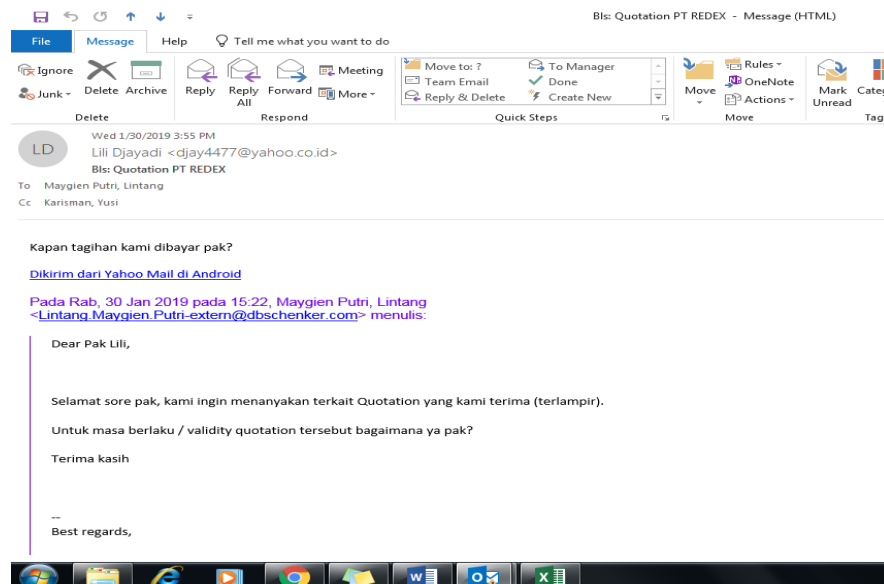 Bls: Quotation PT REDEX - Message (HTML)
File Message Help Tell me what you want to do
Ignore
Junk
Delete Archive
Reply Reply All Forward
Meeting
More
Move to: ?
Team Email
Reply & Delete
To Manager
Done
Create New
Move
Rules
OneNote
Actions
Mark Unread
Delete Respond Quick Steps Move
Wed 1/30/2019 3:55 PM
LD
Lili Djayadi <djay4477@yahoo.co.id>
Bls: Quotation PT REDEX
To Maygien Putri, Lintang
Cc Karisman, Yusi
Kapan tagihan kami dibayar pak?
Dikirim dari Yahoo Mail di Android
Pada Rab, 30 Jan 2019 pada 15:22, Maygien Putri, Lintang
<Lintang.Maygien.Putri-extern@dbschenker.com> menulis:
Dear Pak Lili,
Selamat sore pak, kami ingin menanyakan terkait Quotation yang kami terima (terlampir).
Untuk masa berlaku / validity quotation tersebut bagaimana ya pak?
Terima kasih
--
Best regards,